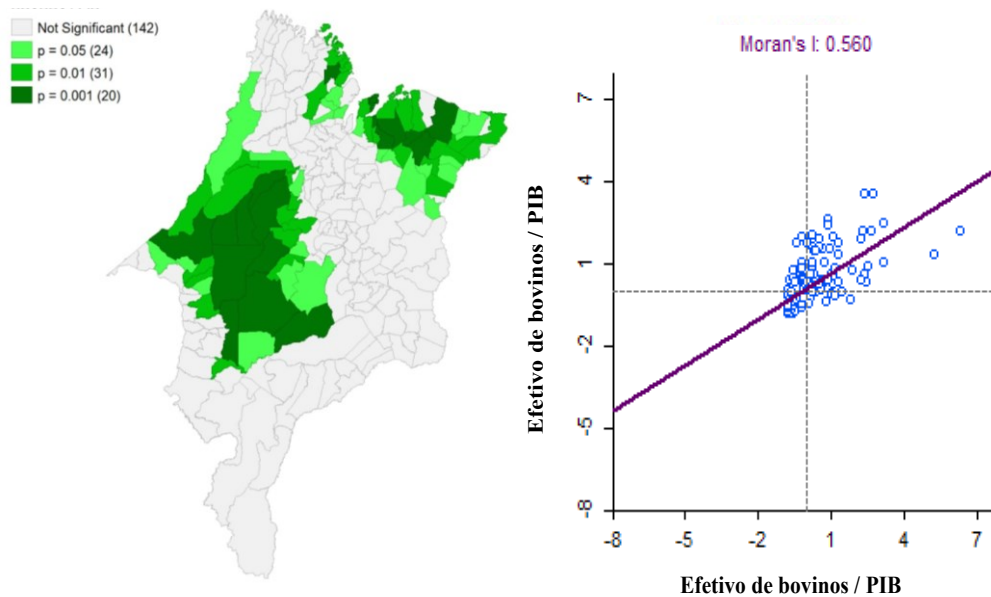 Not Significant (142)
p = 0.05 (24)
p = 0.01 (31)
p = 0.001 (20)
Moran's I: 0.560
7
4
1
-2
-5
-8
Efetivo de bovinos / PIB
-8 -5 -2 1 4 7
Efetivo de bovinos / PIB